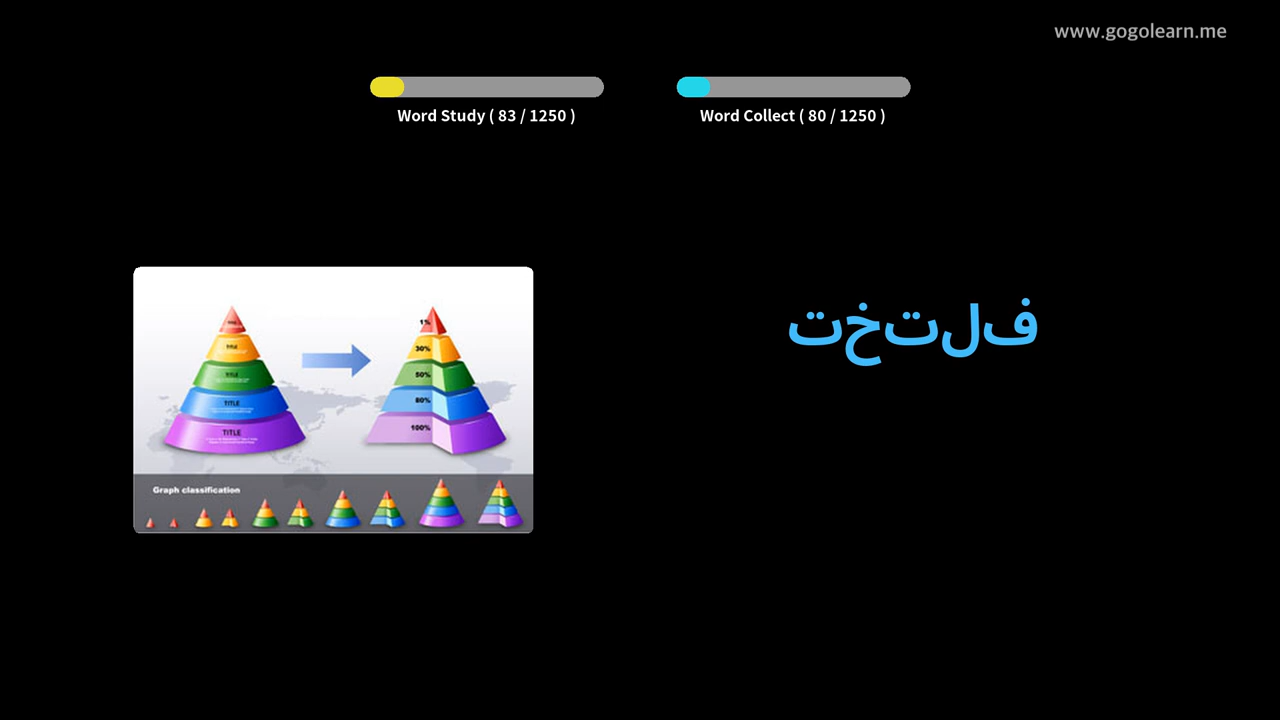 www.gogolearn.me
Word Study ( 83 / 1250 )
Word Collect ( 80 / 1250 )
تختلف
TITLE
TITLE
TITLE
TITLE
1%
30%
50%
80%
100%
Graph classification